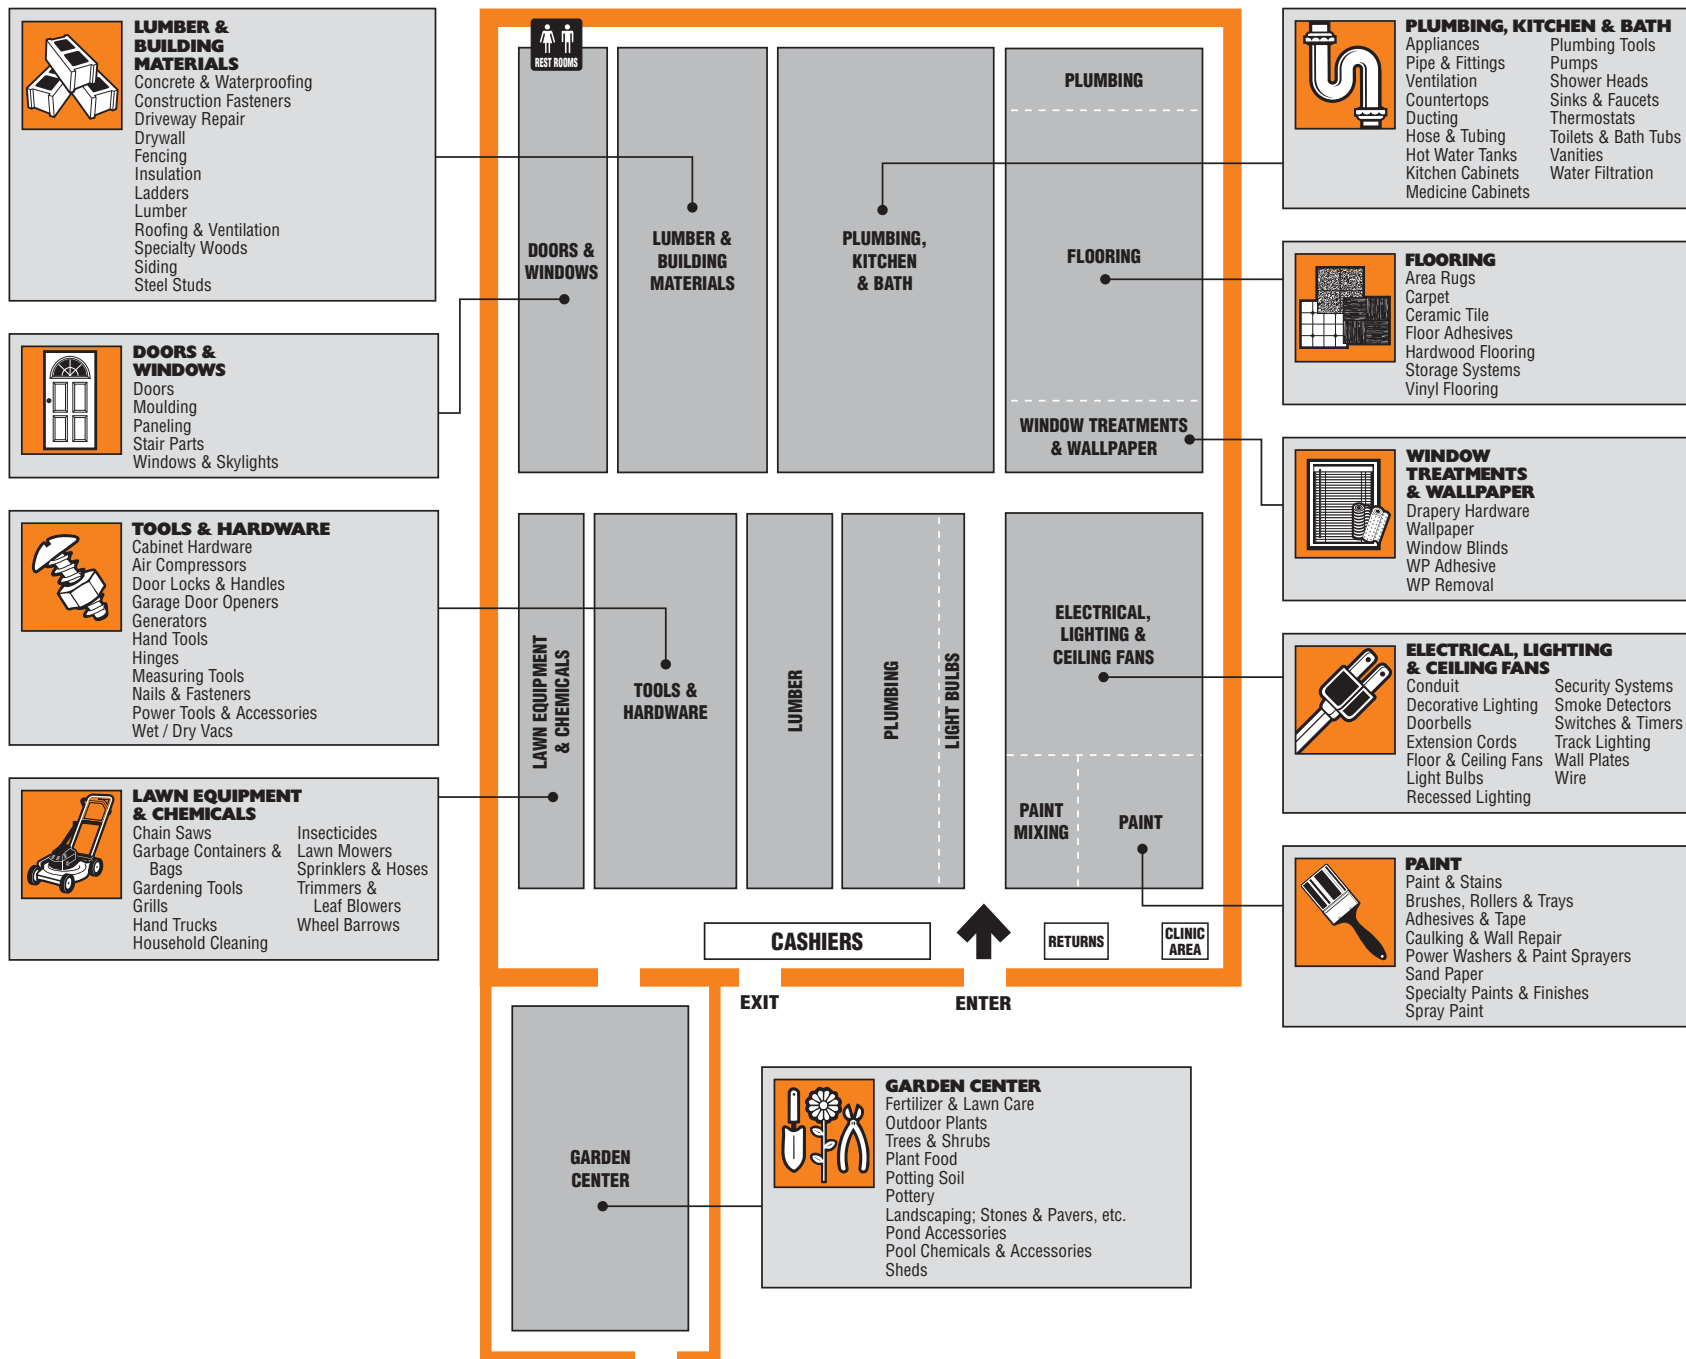 LUMBER &
BUILDING
MATERIALS
Concrete & Waterproofing
Construction Fasteners
Driveway Repair
Drywall
Fencing
Insulation
Ladders
Lumber
Roofing & Ventilation
Specialty Woods
Siding
Steel Studs
DOORS &
WINDOWS
Doors
Moulding
Paneling
Stair Parts
Windows & Skylights
TOOLS & HARDWARE
Cabinet Hardware
Air Compressors
Door Locks & Handles
Garage Door Openers
Generators
Hand Tools
Hinges
Measuring Tools
Nails & Fasteners
Power Tools & Accessories
Wet / Dry Vacs
LAWN EQUIPMENT
& CHEMICALS
Chain Saws
Garbage Containers &
Bags
Gardening Tools
Grills
Hand Trucks
Household Cleaning
Insecticides
Lawn Mowers
Sprinklers & Hoses
Trimmers &
Leaf Blowers
Wheel Barrows
REST ROOMS
DOORS &
WINDOWS
LUMBER &
BUILDING
MATERIALS
PLUMBING,
KITCHEN
& BATH
PLUMBING
FLOORING
WINDOW TREATMENTS
& WALLPAPER
LAWN EQUIPMENT
& CHEMICALS
TOOLS &
HARDWARE
LUMBER
PLUMBING
LIGHT BULBS
ELECTRICAL,
LIGHTING &
CEILING FANS
PAINT
MIXING
PAINT
CASHIERS
RETURNS
CLINIC
AREA
EXIT
ENTER
GARDEN
CENTER
GARDEN CENTER
Fertilizer & Lawn Care
Outdoor Plants
Trees & Shrubs
Plant Food
Potting Soil
Pottery
Landscaping; Stones & Pavers, etc.
Pond Accessories
Pool Chemicals & Accessories
Sheds
PLUMBING, KITCHEN & BATH
Appliances
Pipe & Fittings
Ventilation
Countertops
Ducting
Hose & Tubing
Hot Water Tanks
Kitchen Cabinets
Medicine Cabinets
Plumbing Tools
Pumps
Shower Heads
Sinks & Faucets
Thermostats
Toilets & Bath Tubs
Vanities
Water Filtration
FLOORING
Area Rugs
Carpet
Ceramic Tile
Floor Adhesives
Hardwood Flooring
Storage Systems
Vinyl Flooring
WINDOW
TREATMENTS
& WALLPAPER
Drapery Hardware
Wallpaper
Window Blinds
WP Adhesive
WP Removal
ELECTRICAL, LIGHTING
& CEILING FANS
Conduit
Decorative Lighting
Doorbells
Extension Cords
Floor & Ceiling Fans
Light Bulbs
Recessed Lighting
Security Systems
Smoke Detectors
Switches & Timers
Track Lighting
Wall Plates
Wire
PAINT
Paint & Stains
Brushes, Rollers & Trays
Adhesives & Tape
Caulking & Wall Repair
Power Washers & Paint Sprayers
Sand Paper
Specialty Paints & Finishes
Spray Paint